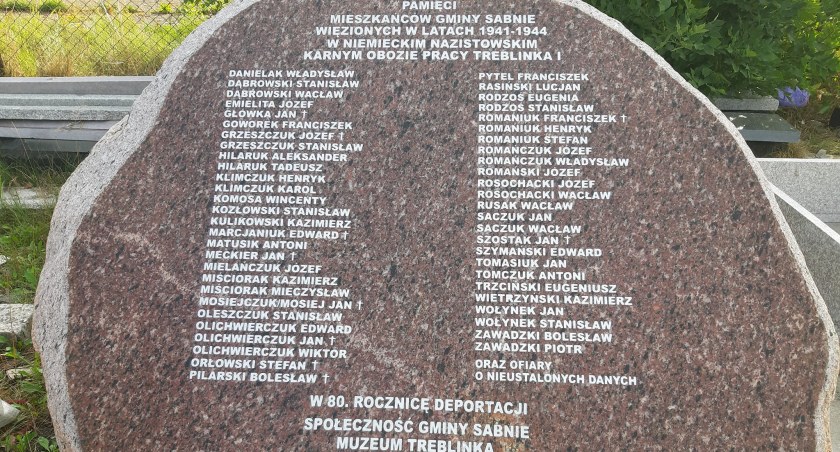 PAMIĘCI
MIESZKAŃCÓW GMINY SABNIE
WIĘZIONYCH W LATACH 1941-1944
W NIEMIECKIM NAZISTOWSKIM
KARNYM OBOZIE PRACY TREBLINKA I
DANIELAK WŁADYSŁAW
DĄBROWSKI STANISŁAW
DĄBROWSKI WACŁAW
EMIELITA JÓZEF
GŁÓWKA JAN †
GOWOREK FRANCISZEK
GRZESZCZUK JÓZEF †
GRZESZCZUK STANISŁAW
HILARUK ALEKSANDER
HILARUK TADEUSZ
KLIMCZUK HENRYK
KLIMCZUK KAROL
KOMOSA WINCENTY
KOZŁOWSKI STANISŁAW
KULIKOWSKI KAZIMIERZ
MARCJANIUK EDWARD †
MATUSIK ANTONI
MECKIER JAN †
MIELAŃCZUK JÓZEF
MIŚCIORAK KAZIMIERZ
MIŚCIORAK MIECZYSŁAW
MOSIEJCZUK/MOSIEJ JAN †
OLESZCZUK STANISŁAW
OLICHWIERCZUK EDWARD
OLICHWIERCZUK JAN †
OLICHWIERCZUK WIKTOR
ORŁOWSKI STEFAN †
PILARSKI BOLESŁAW †
PYTEL FRANCISZEK
RASIŃSKI LUCJAN
RODZOŚ EUGENIA
RODZOŚ STANISŁAW
ROMANIUK FRANCISZEK †
ROMANIUK HENRYK
ROMANIUK STEFAN
ROMAŃCZUK JÓZEF
ROMAŃCZUK WŁADYSŁAW
ROMAŃSKI JÓZEF
ROSOCHACKI JÓZEF
ROSOCHACKI WACŁAW
RUSAK WACŁAW
SACZUK JAN
SACZUK WACŁAW
SZOSTAK JAN †
SZYMAŃSKI EDWARD
TOMASIUK JAN
TOMCZUK ANTONI
TRZCIŃSKI EUGENIUSZ
WIETRZYŃSKI KAZIMIERZ
WOŁYNEK JAN
WOŁYNEK STANISŁAW
ZAWADZKI BOLESŁAW
ZAWADZKI PIOTR
ORAZ OFIARY
O NIEUSTALONYCH DANYCH
W 80. ROCZNICĘ DEPORTACJI
SPOŁECZNOŚĆ GMINY SABNIE
MUZEUM TREBLINKA